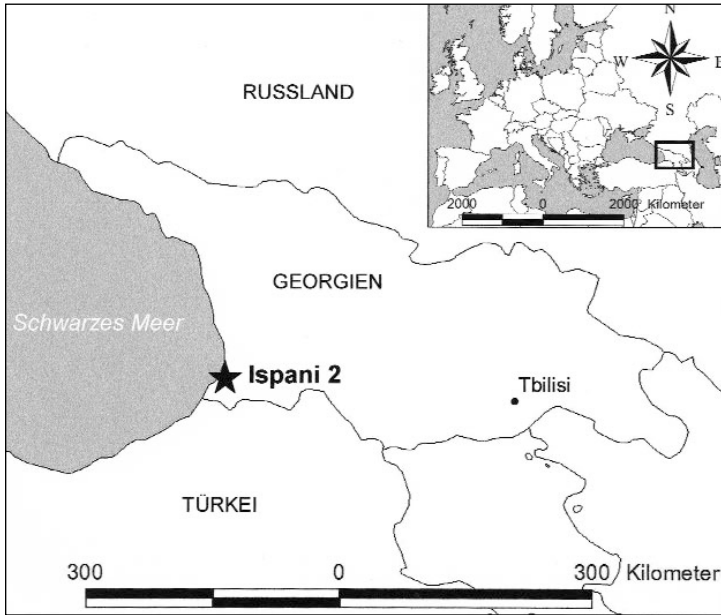 N
W
E
S
2000
0
2000
Kilometer
RUSSLAND
GEORGIEN
Schwarzes Meer
Ispani 2
Tbilisi
TÜRKEI
300
0
300
Kilometer